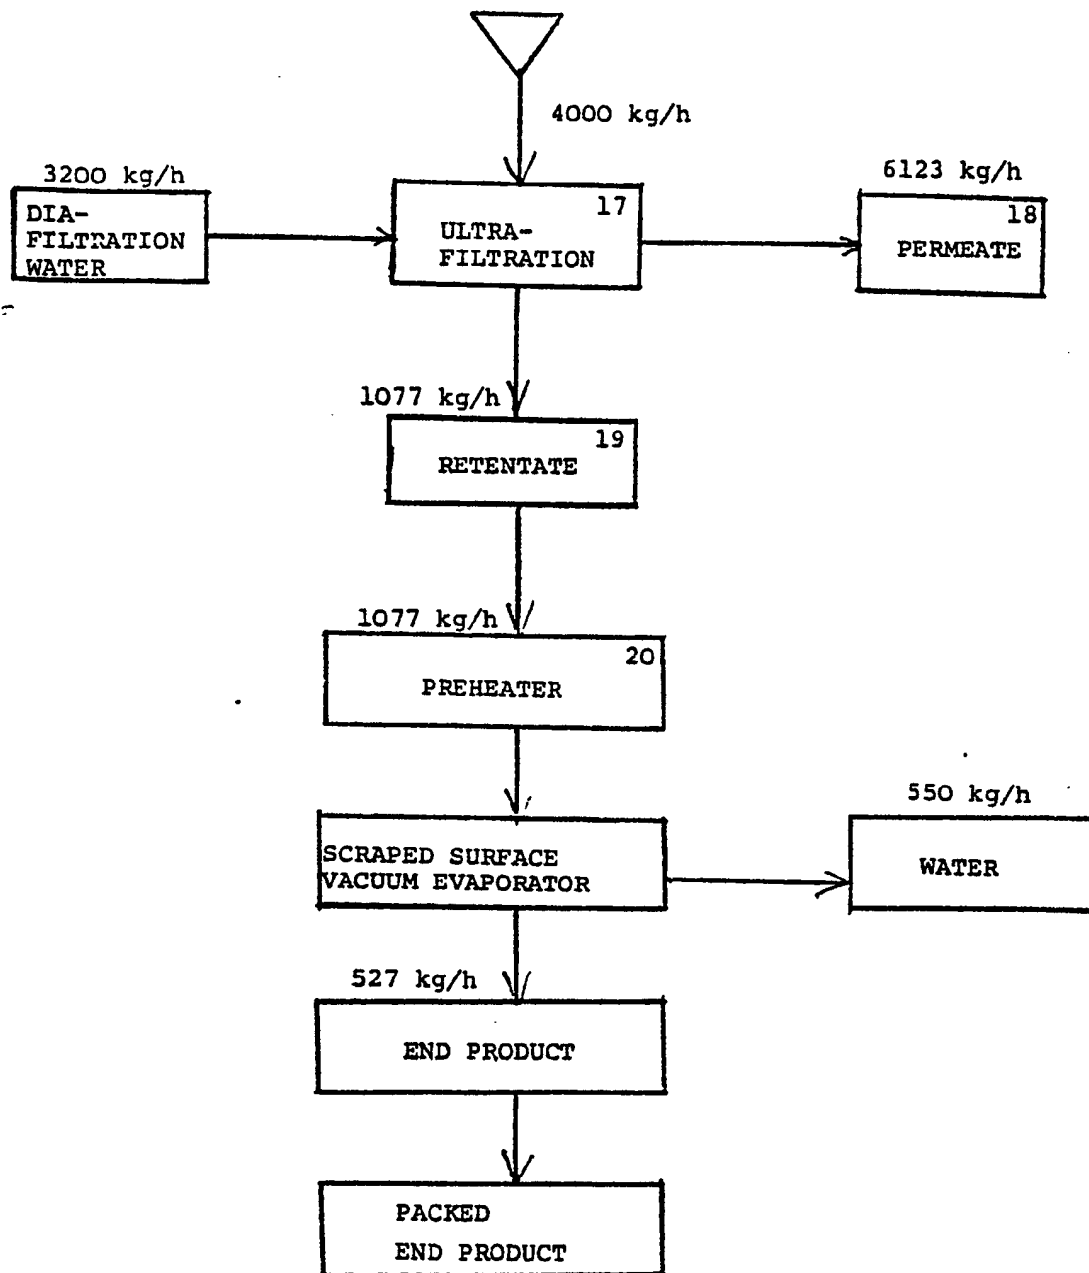 4000 kg/h
3200 kg/h
DIA-
FILTRATION
WATER
17
ULTRA-
FILTRATION
6123 kg/h
18
PERMEATE
1077 kg/h
19
RETENTATE
1077 kg/h
20
PREHEATER
SCRAPED SURFACE
VACUUM EVAPORATOR
550 kg/h
WATER
527 kg/h
END PRODUCT
PACKED
END PRODUCT